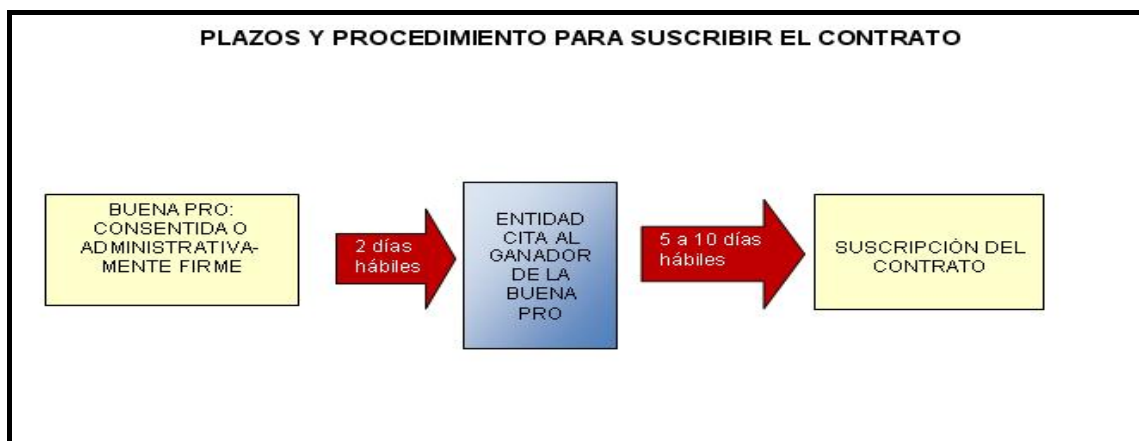 PLAZOS Y PROCEDIMIENTO PARA SUSCRIBIR EL CONTRATO
BUENA PRO:
CONSENTIDA O
ADMINISTRATIVA-
MENTE FIRME
2 días
hábiles
ENTIDAD
CITA AL
GANADOR
DE LA
BUENA
PRO
5 a 10 días
hábiles
SUSCRIPCIÓN DEL
CONTRATO